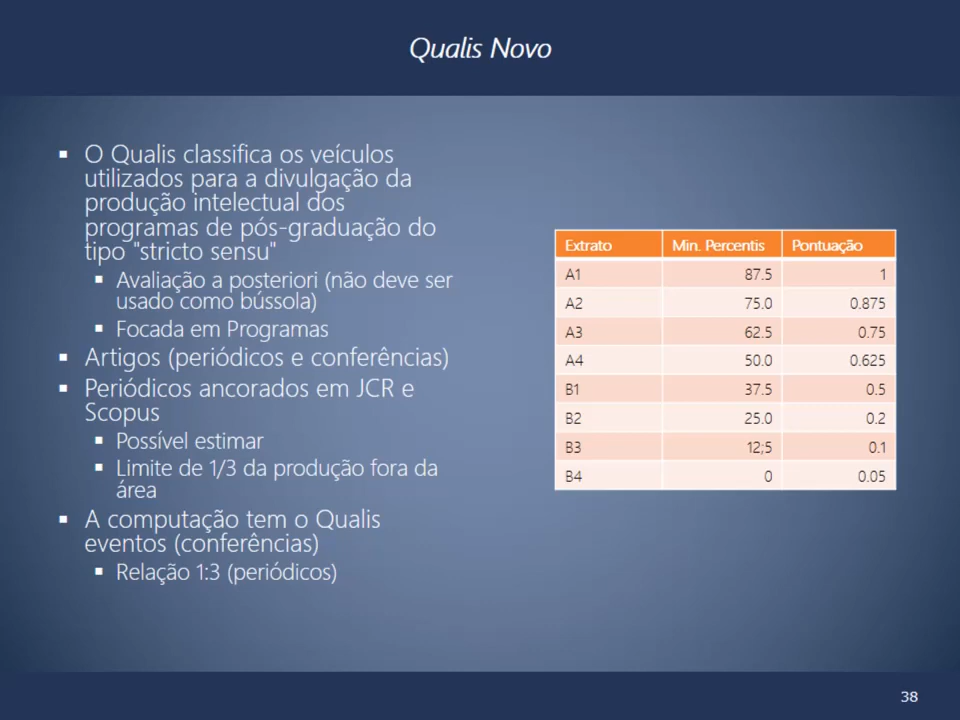 Qualis Novo
▪ O Qualis classifica os veículos
utilizados para a divulgação da
produção intelectual dos
programas de pós-graduação do
tipo "stricto sensu"
▪ Avaliação a posteriori (não deve ser
usado como bússola)
▪ Focada em Programas
▪ Artigos (periódicos e conferências)
▪ Periódicos ancorados em JCR e
Scopus
▪ Possível estimar
▪ Limite de 1/3 da produção fora da
área
▪ A computação tem o Qualis
eventos (conferências)
▪ Relação 1:3 (periódicos)
Extrato Min. Percentis Pontuação
A1 87.5 1
A2 75.0 0.875
A3 62.5 0.75
A4 50.0 0.625
B1 37.5 0.5
B2 25.0 0.2
B3 12;5 0.1
B4 0 0.05
38